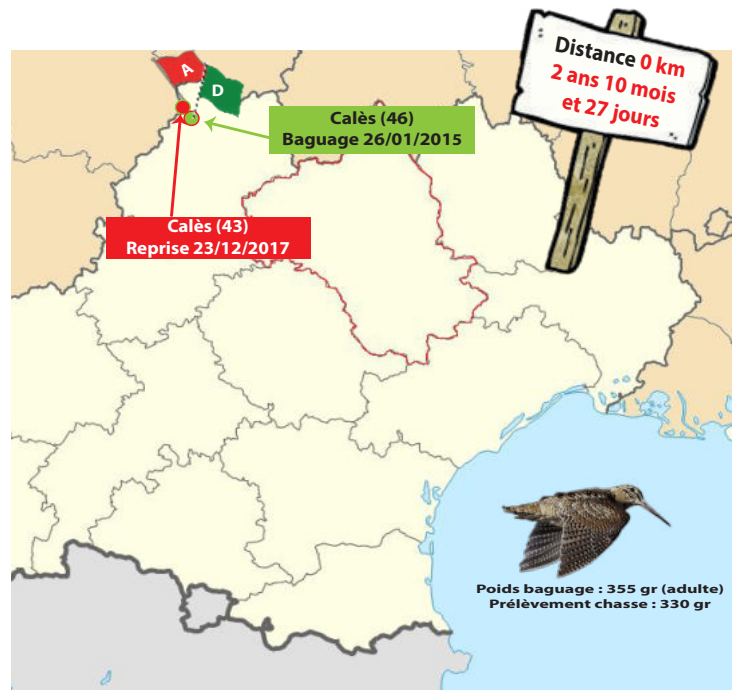 Distance 0 km
2 ans 10 mois
et 27 jours
A
D
Calès (46)
Baguage 26/01/2015
Calès (43)
Reprise 23/12/2017
Poids baguage : 355 gr (adulte)
Prélèvement chasse : 330 gr